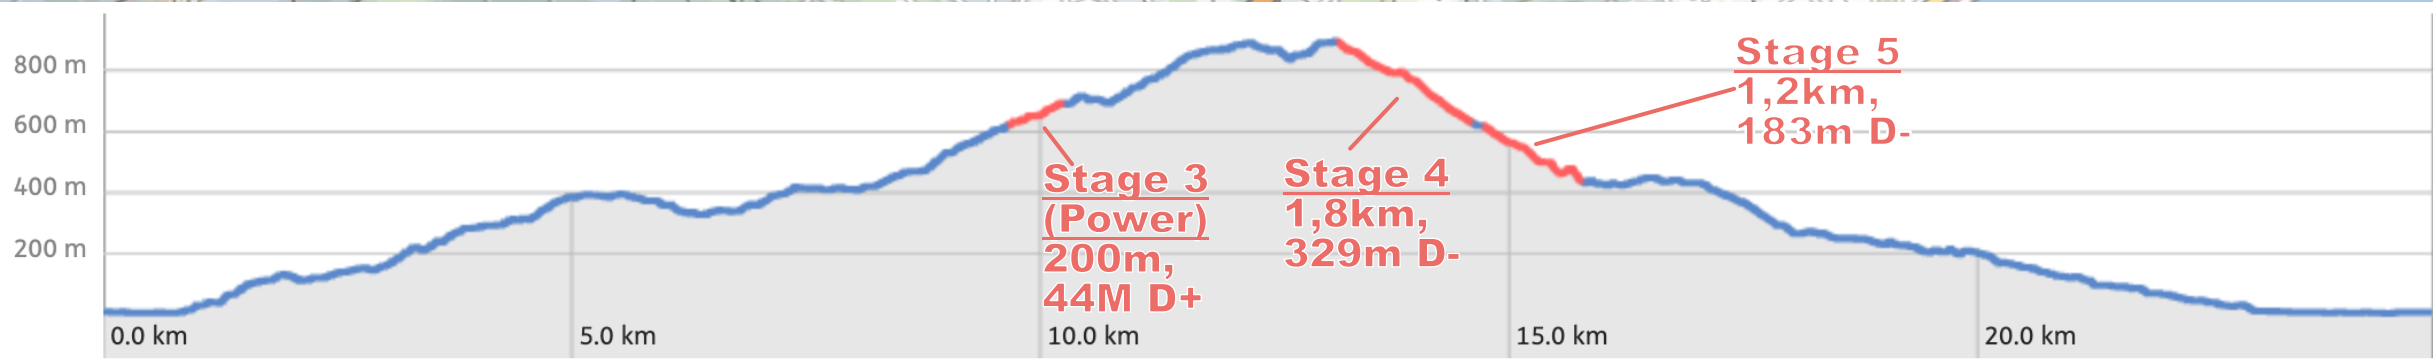 800 m
600 m
400 m
200 m
Stage 3
(Power)
200m,
44M D+
Stage 4
1,8km,
329m D-
Stage 5
1,2km,
183m D-
0.0 km
5.0 km
10.0 km
15.0 km
20.0 km